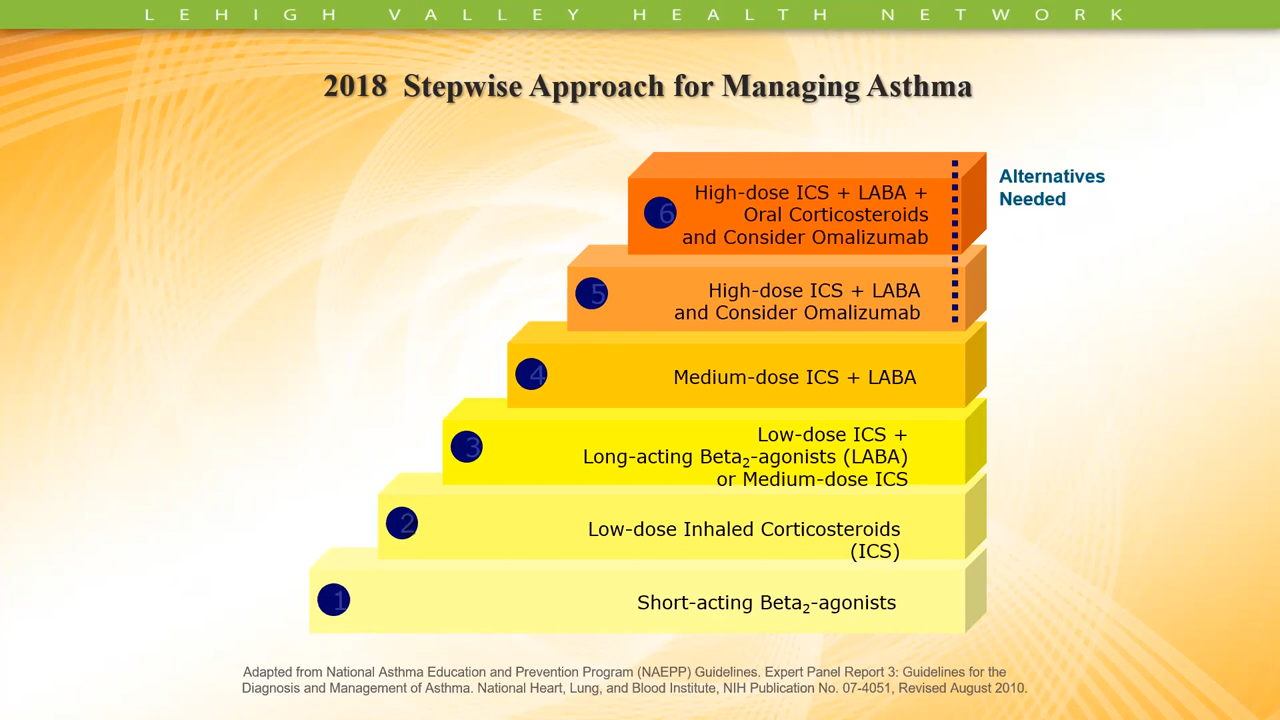 LEHIGH VALLEY HEALTH NETWORK
2018 Stepwise Approach for Managing Asthma
Alternatives
Needed
6
High-dose ICS + LABA +
Oral Corticosteroids
and Consider Omalizumab
5
High-dose ICS + LABA
and Consider Omalizumab
4
Medium-dose ICS + LABA
3
Low-dose ICS +
Long-acting Beta2-agonists (LABA)
or Medium-dose ICS
2
Low-dose Inhaled Corticosteroids
(ICS)
1
Short-acting Beta2-agonists
Adapted from National Asthma Education and Prevention Program (NAEPP) Guidelines. Expert Panel Report 3: Guidelines for the
Diagnosis and Management of Asthma. National Heart, Lung, and Blood Institute, NIH Publication No. 07-4051, Revised August 2010.